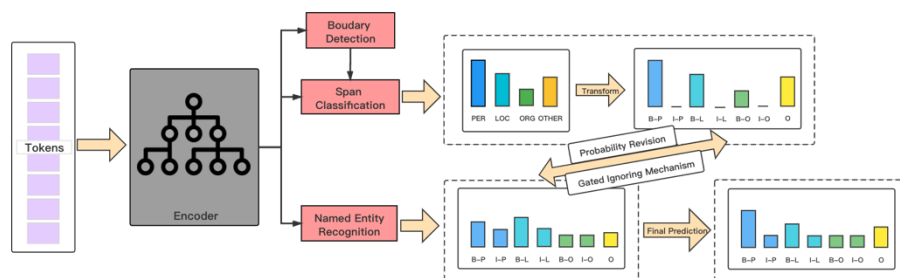 Tokens
Encoder
Boudary
Detection
Span
Classification
Named Entity
Recognition
PER LOC ORG OTHER
Transform
B-P I-P B-L I-L B-O I-O O
Probability Revision
Gated Ignoring Mechanism
B-P I-P B-L I-L B-O I-O O
Final Prediction
B-P I-P B-L I-L B-O I-O O